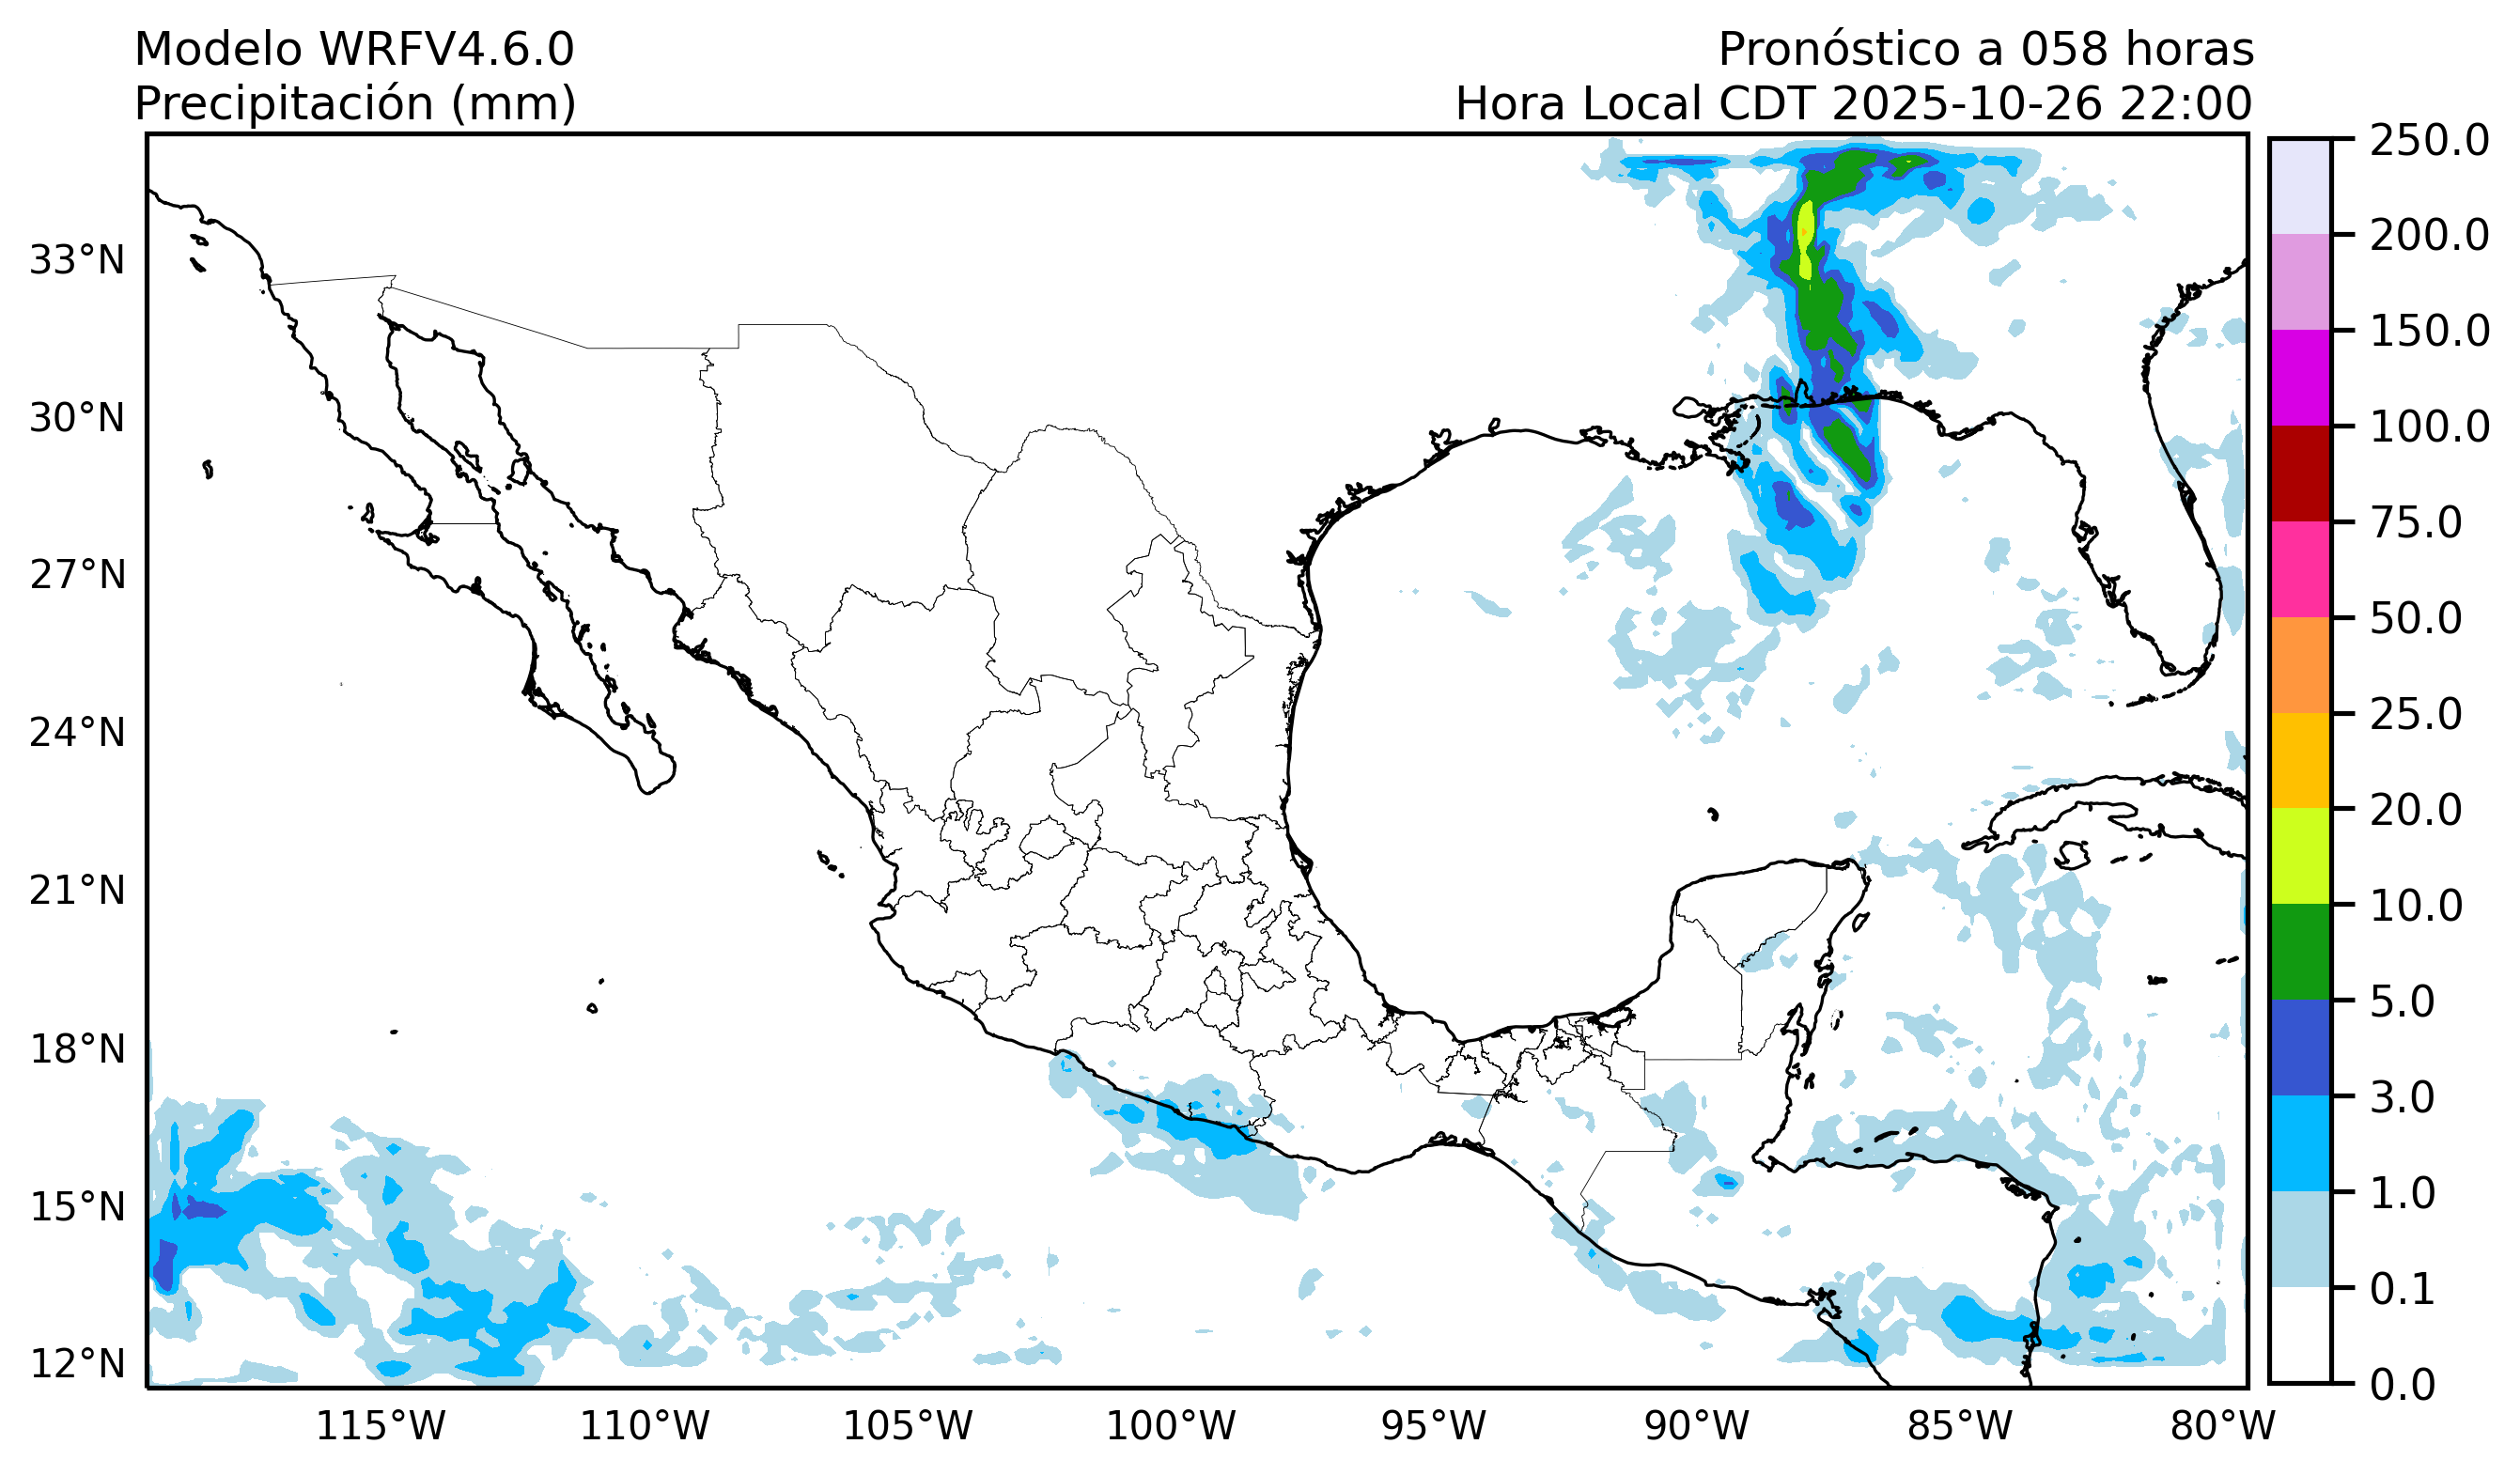 Modelo WRFV4.6.0
Precipitación (mm)
Pronóstico a 058 horas
Hora Local CDT 2025-10-26 22:00
33°N
30°N
27°N
24°N
21°N
18°N
15°N
12°N
115°W
110°W
105°W
100°W
95°W
90°W
85°W
80°W
250.0
200.0
150.0
100.0
75.0
50.0
25.0
20.0
10.0
5.0
3.0
1.0
0.1
0.0